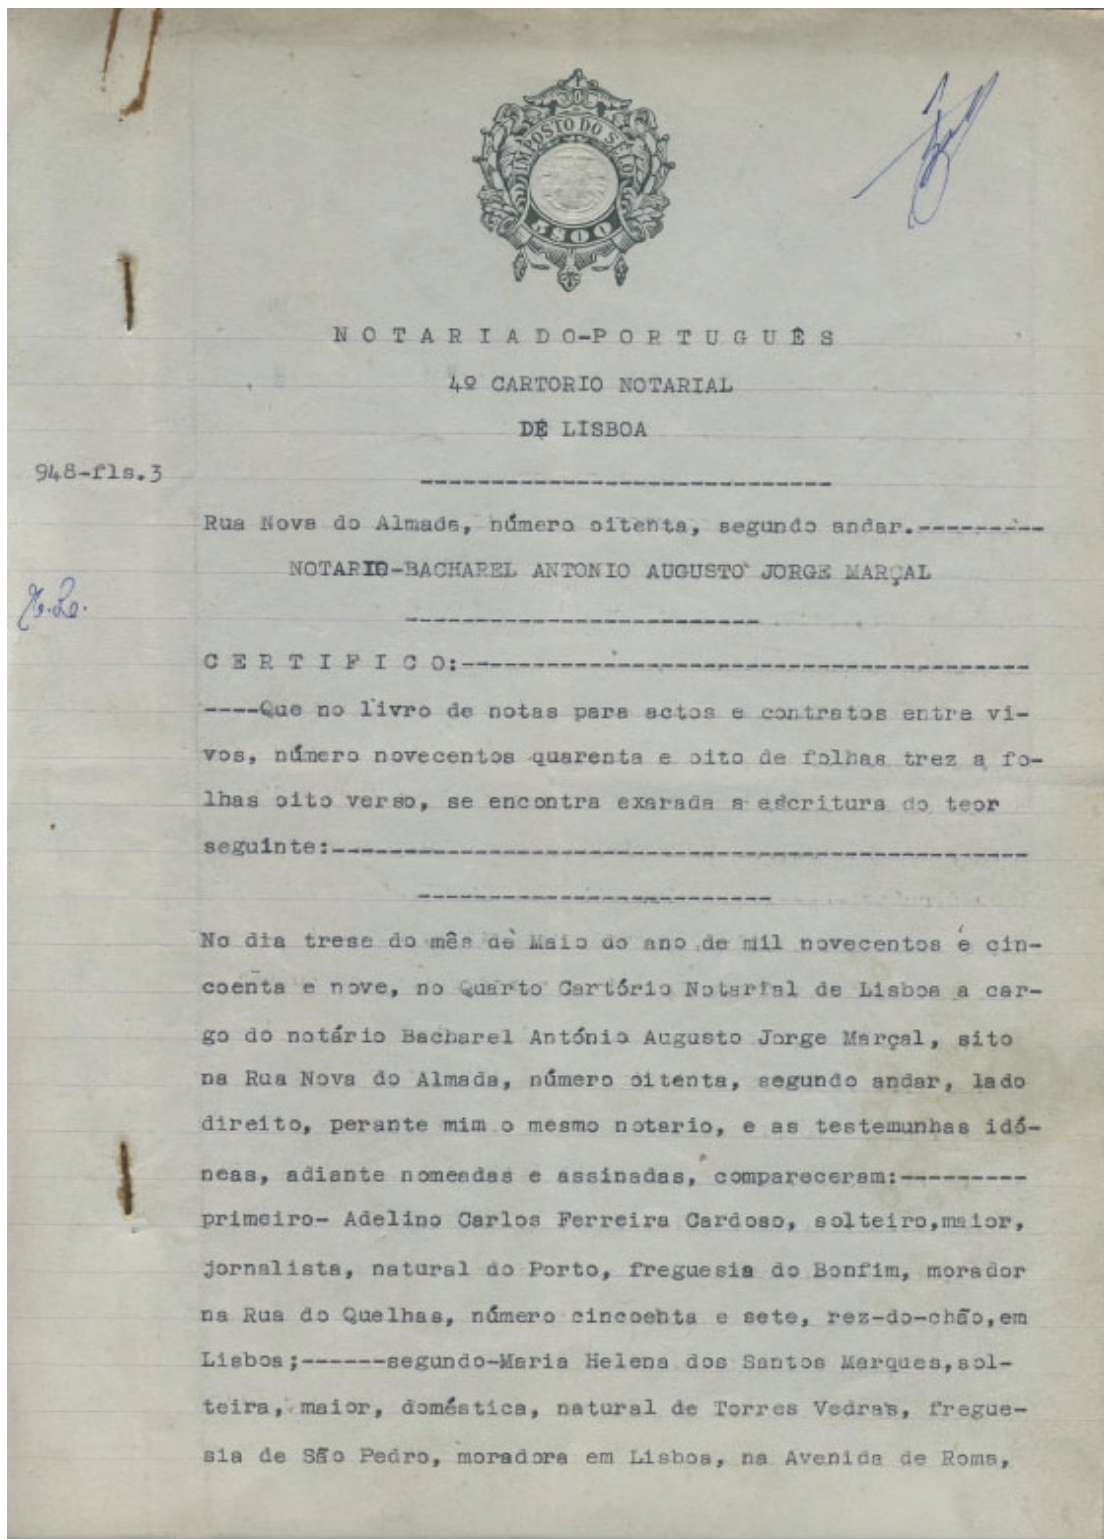 IMPOSTO DO SELO
5$00
NOTARIADO-PORTUGUÊS
4º CARTORIO NOTARIAL
DE LISBOA
948-fls.3
------------------------------
Rua Nova do Almada, número oitenta, segundo andar.---------
NOTARIO-BACHAREL ANTONIO AUGUSTO JORGE MARÇAL
--------------------------
CERTIFICO:------------------------------------------
----Que no livro de notas para actos e contratos entre vi-
vos, número novecentos quarenta e oito de folhas trez a fo-
lhas oito verso, se encontra exarada a escritura do teor
seguinte:---------------------------------------------------
--------------------------
No dia trese do mês de Maio do ano de mil novecentos e cin-
coenta e nove, no Quarto Cartório Notarial de Lisboa a car-
go do notário Bacharel António Augusto Jorge Marçal, sito
na Rua Nova do Almada, número oitenta, segundo andar, lado
direito, perante mim o mesmo notario, e as testemunhas idó-
neas, adiante nomeadas e assinadas, compareceram:---------
primeiro- Adelino Carlos Ferreira Cardoso, solteiro,maior,
jornalista, natural do Porto, freguesia do Bonfim, morador
na Rua do Quelhas, número cincoenta e sete, rez-do-chão,em
Lisboa;------segundo-Maria Helena dos Santos Marques,sol-
teira, maior, doméstica, natural de Torres Vedras, fregue-
sia de São Pedro, moradora em Lisboa, na Avenida de Roma,